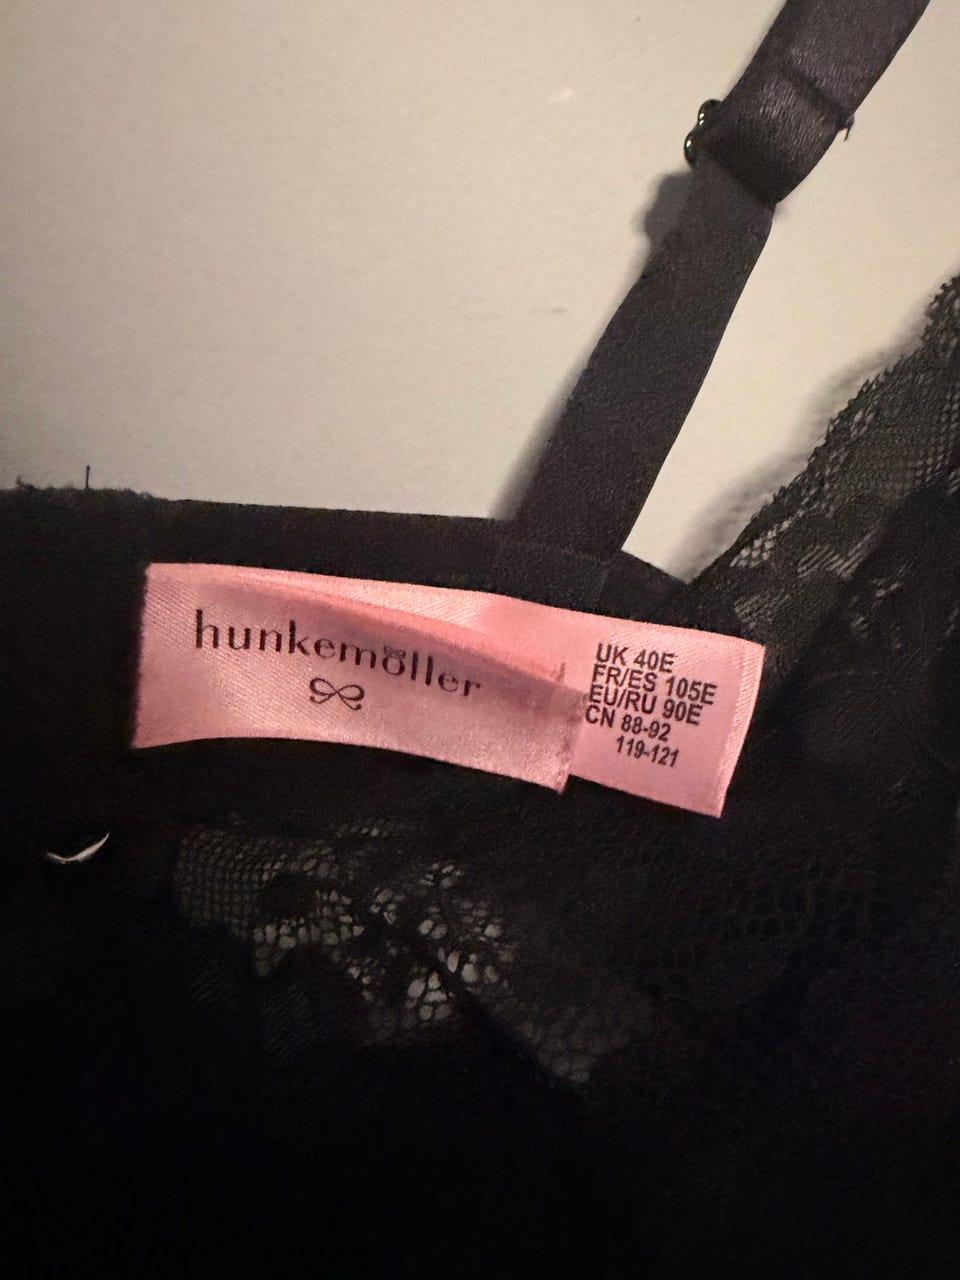 hunkemöller
UK 40E
FR/ES 105E
EU/RU 90E
CN 88-92
119-121